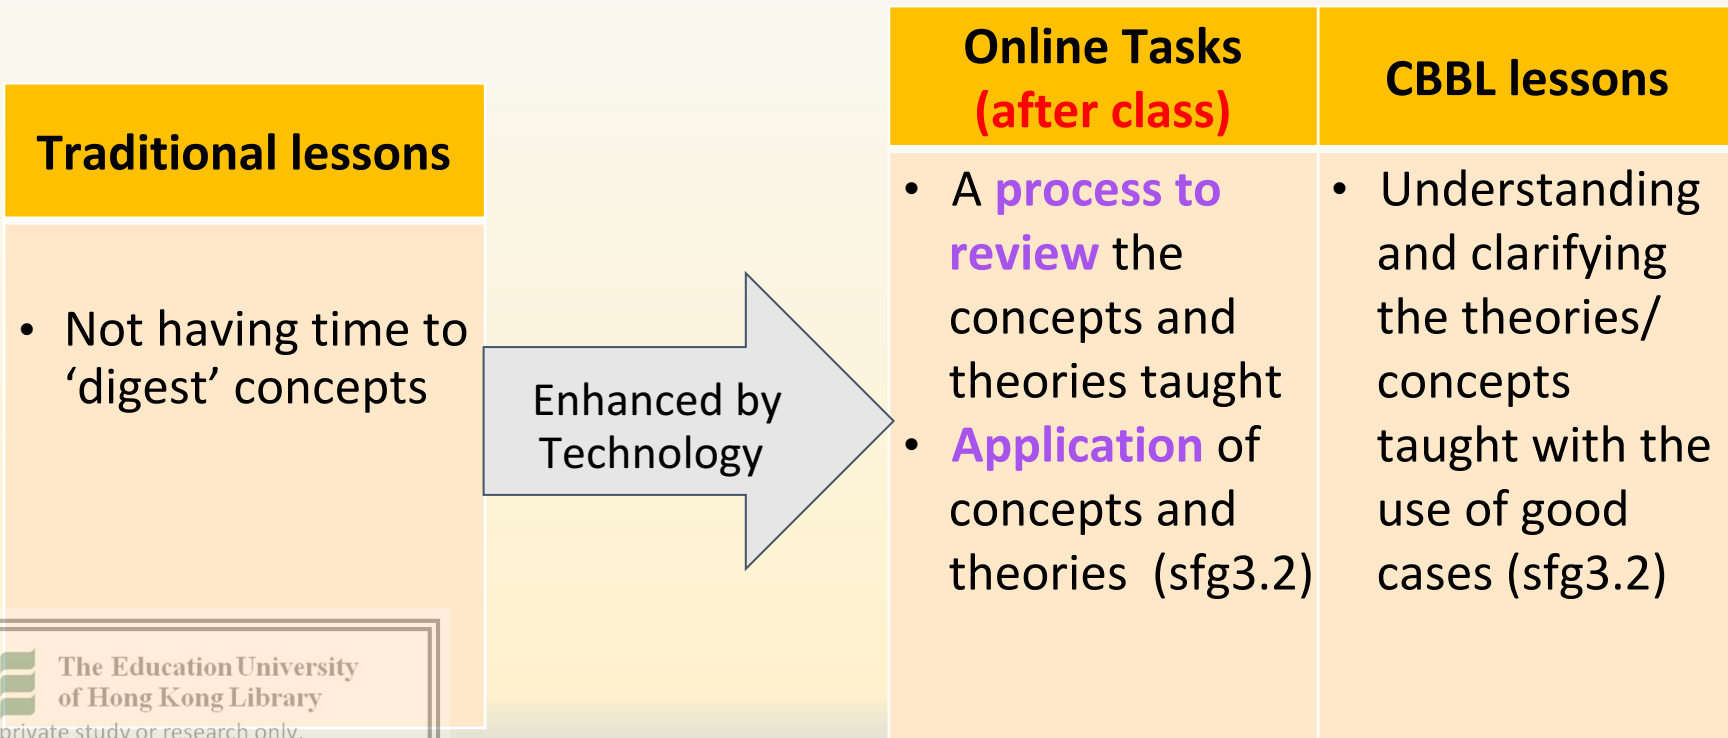 Traditional lessons
• Not having time to
‘digest’ concepts
Enhanced by
Technology
Online Tasks
(after class)
• A process to
review the
concepts and
theories taught
• Application of
concepts and
theories (sfg3.2)
CBBL lessons
• Understanding
and clarifying
the theories/
concepts
taught with the
use of good
cases (sfg3.2)
The Education University
of Hong Kong Library
private study or research only.